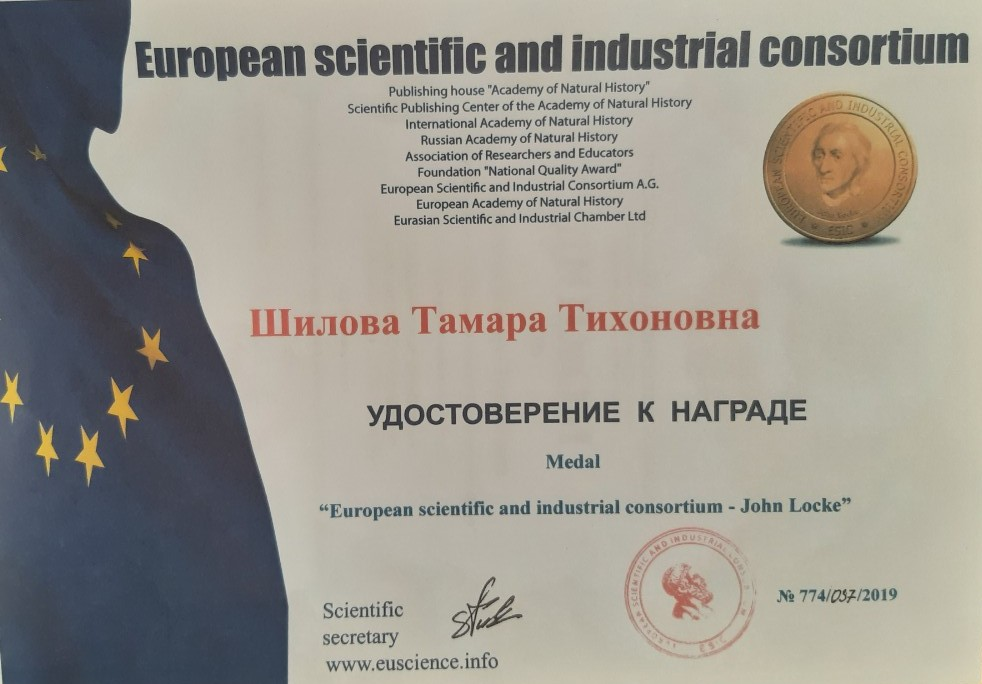 European scientific and industrial consortium
Publishing house "Academy of Natural History"
Scientific Publishing Center of the Academy of Natural History
International Academy of Natural History
Russian Academy of Natural History
Association of Researchers and Educators
Foundation "National Quality Award"
European Scientific and Industrial Consortium A.G.
European Academy of Natural History
Eurasian Scientific and Industrial Chamber Ltd
EUROPEAN SCIENTIFIC AND INDUSTRIAL CONSORTIUM
ESIC
Шилова Тамара Тихоновна
УДОСТОВЕРЕНИЕ К НАГРАДЕ
Medal
“European scientific and industrial consortium - John Locke”
EUROPEAN SCIENTIFIC AND INDUSTRIAL
ESIC
№ 774/037/2019
Scientific
secretary
www.euscience.info